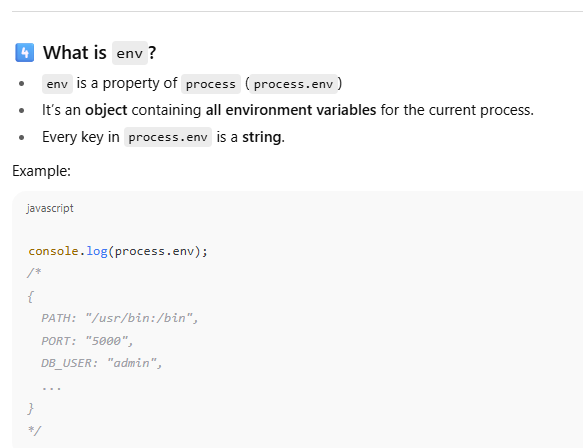 4 What is env?
• env is a property of process (process.env)
• It's an object containing all environment variables for the current process.
• Every key in process.env is a string.
Example:
javascript
console.log(process.env);
/*
{
  PATH: "/usr/bin:/bin",
  PORT: "5000",
  DB_USER: "admin",
  ...
}
*/